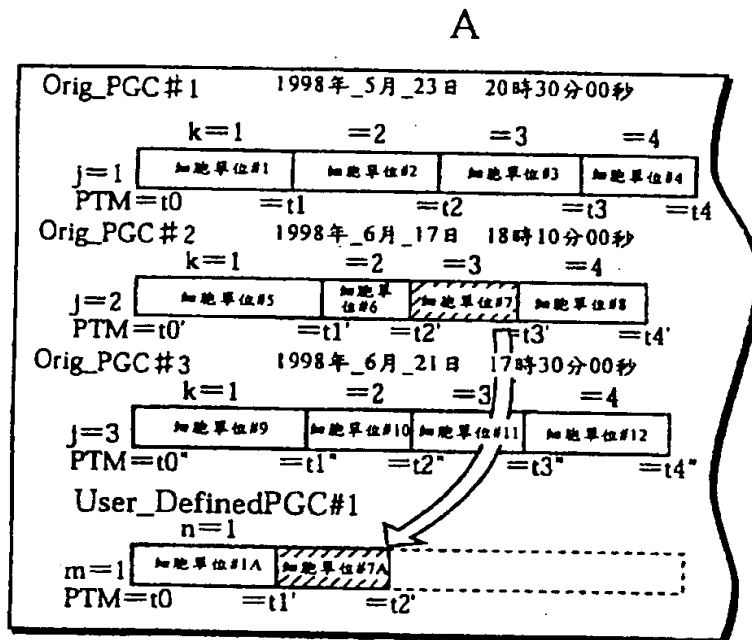 A
Orig_PGC#1 1998年_5月_23日 20時30分00秒
k=1 =2 =3 =4
j=1 細胞單位#1 細胞單位#2 細胞單位#3 細胞單位#4
PTM=t0 =t1 =t2 =t3 =t4
Orig_PGC#2 1998年_6月_17日 18時10分00秒
k=1 =2 =3 =4
j=2 細胞單位#5 細胞單位#6 細胞單位#7 細胞單位#8
PTM=t0' =t1' =t2' =t3' =t4'
Orig_PGC#3 1998年_6月_21日 17時30分00秒
k=1 =2 =3 =4
j=3 細胞單位#9 細胞單位#10 細胞單位#11 細胞單位#12
PTM=t0" =t1" =t2" =t3" =t4"
User_DefinedPGC#1
n=1
m=1 細胞單位#1A 細胞單位#7A
PTM=t0 =t1' =t2'